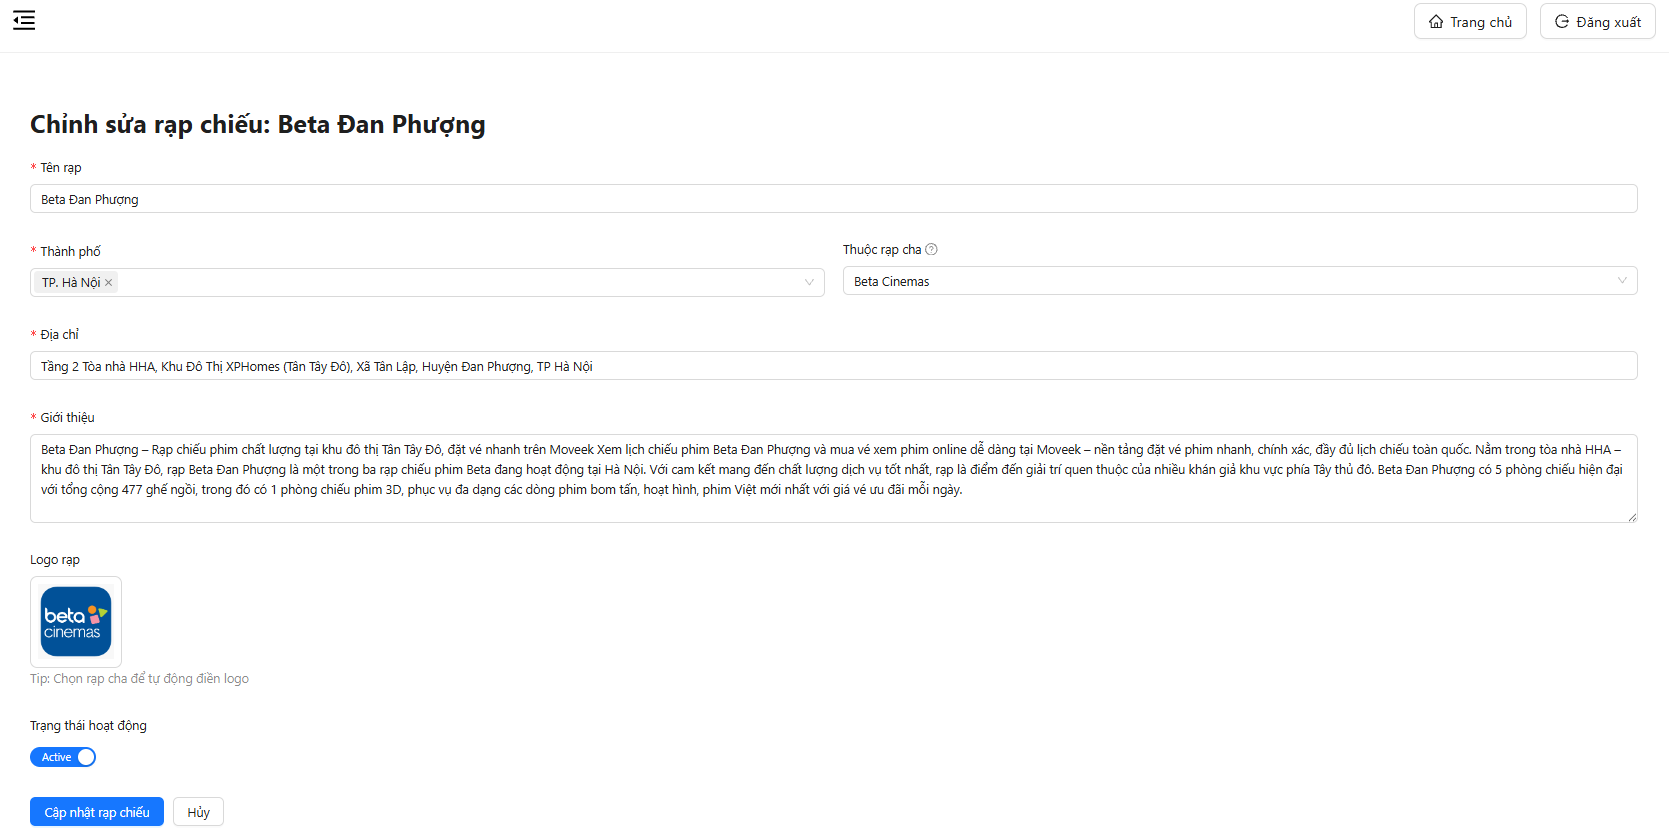 Trang chủ
Đăng xuất
Chỉnh sửa rạp chiếu: Beta Đan Phượng
* Tên rạp
Beta Đan Phượng
* Thành phố
TP. Hà Nội
Thuộc rạp cha
Beta Cinemas
* Địa chỉ
Tầng 2 Tòa nhà HHA, Khu Đô Thị XPHomes (Tân Tây Đô), Xã Tân Lập, Huyện Đan Phượng, TP Hà Nội
* Giới thiệu
Beta Đan Phượng – Rạp chiếu phim chất lượng tại khu đô thị Tân Tây Đô, đặt vé nhanh trên Moveek Xem lịch chiếu phim Beta Đan Phượng và mua vé xem phim online dễ dàng tại Moveek – nền tảng đặt vé phim nhanh, chính xác, đầy đủ lịch chiếu toàn quốc. Nằm trong tòa nhà HHA –
khu đô thị Tân Tây Đô, rạp Beta Đan Phượng là một trong ba rạp chiếu phim Beta đang hoạt động tại Hà Nội. Với cam kết mang đến chất lượng dịch vụ tốt nhất, rạp là điểm đến giải trí quen thuộc của nhiều khán giả khu vực phía Tây thủ đô. Beta Đan Phượng có 5 phòng chiếu hiện đại
với tổng cộng 477 ghế ngồi, trong đó có 1 phòng chiếu phim 3D, phục vụ đa dạng các dòng phim bom tấn, hoạt hình, phim Việt mới nhất với giá vé ưu đãi mỗi ngày.
Logo rạp
beta
cinemas
Tip: Chọn rạp cha để tự động điền logo
Trạng thái hoạt động
Active
Cập nhật rạp chiếu
Hủy